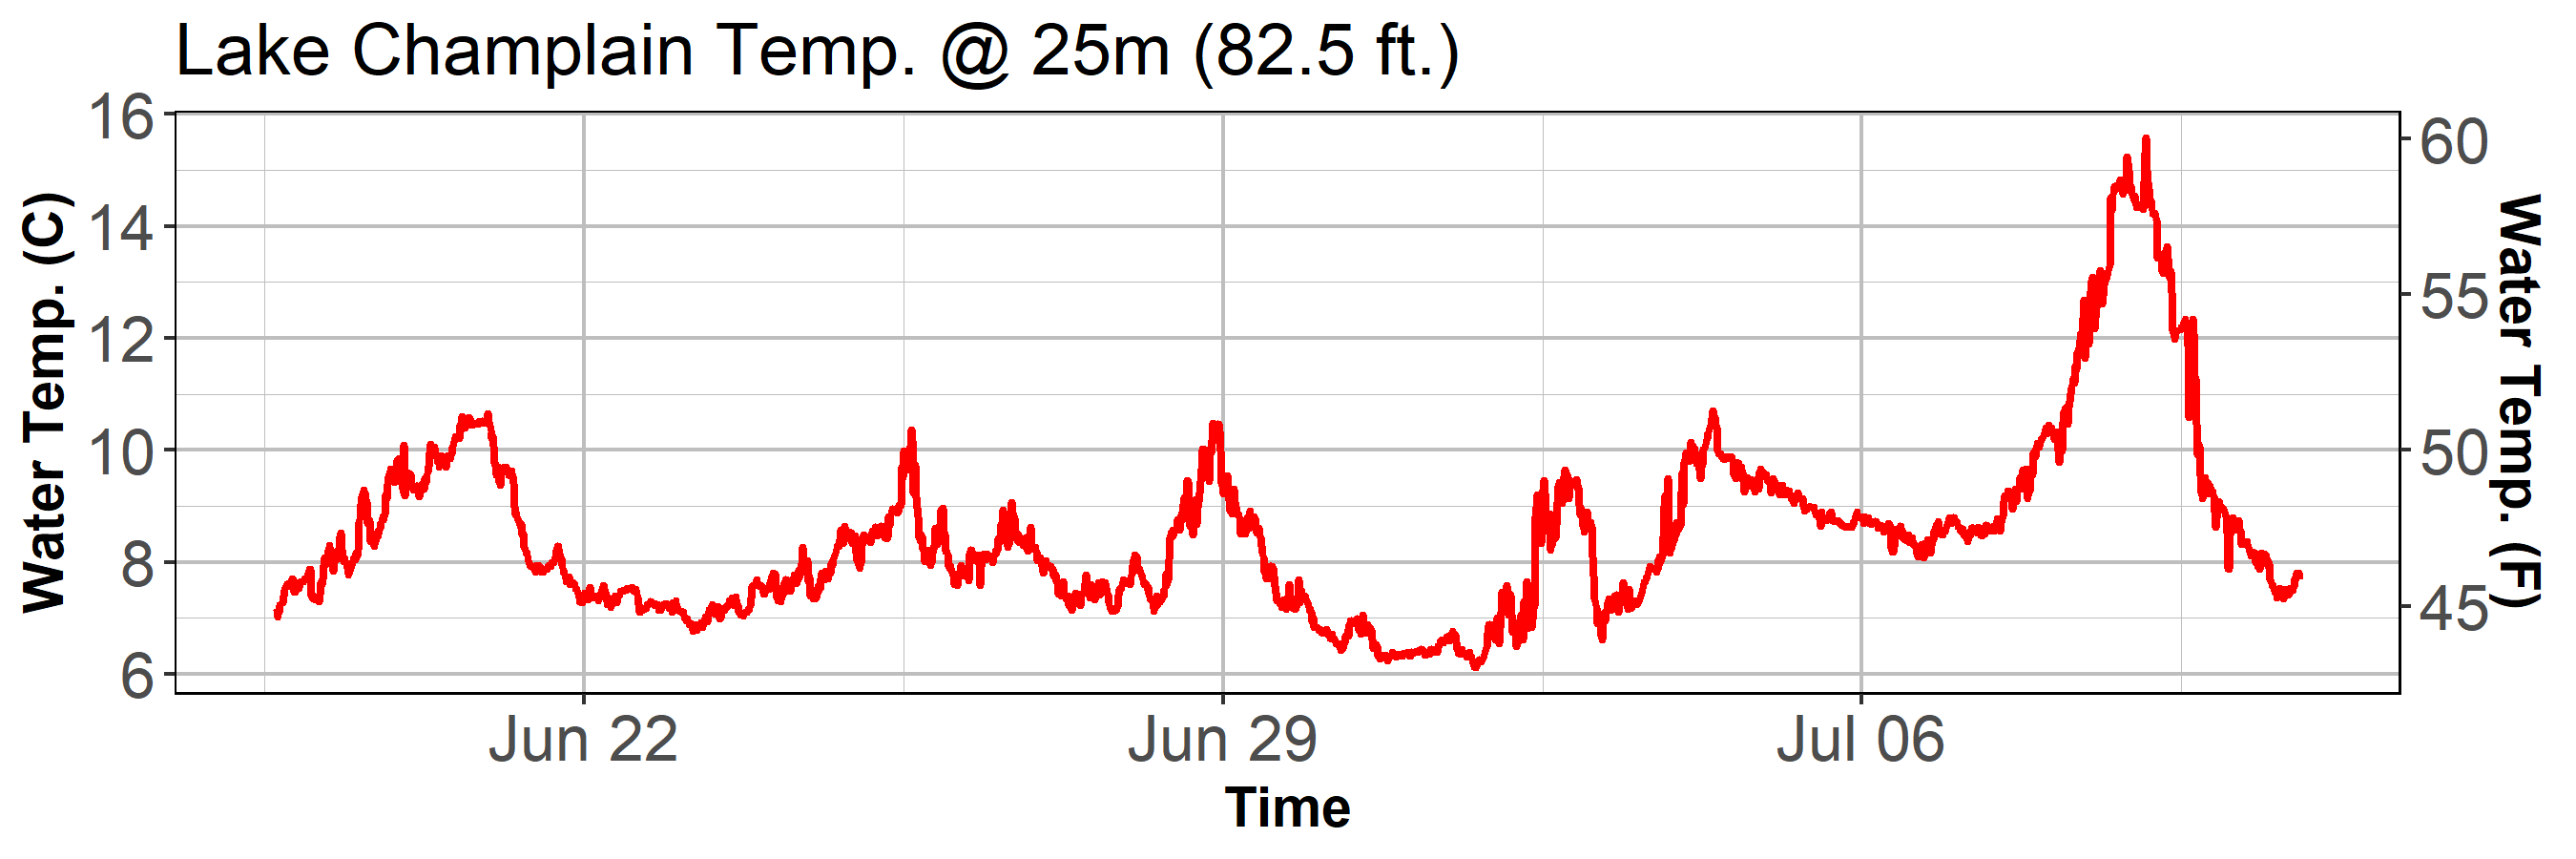 Lake Champlain Temp. @ 25m (82.5 ft.)
Water Temp. (C)
16
14
12
10
8
6
60
55
50
45
Water Temp. (F)
Jun 22
Jun 29
Jul 06
Time